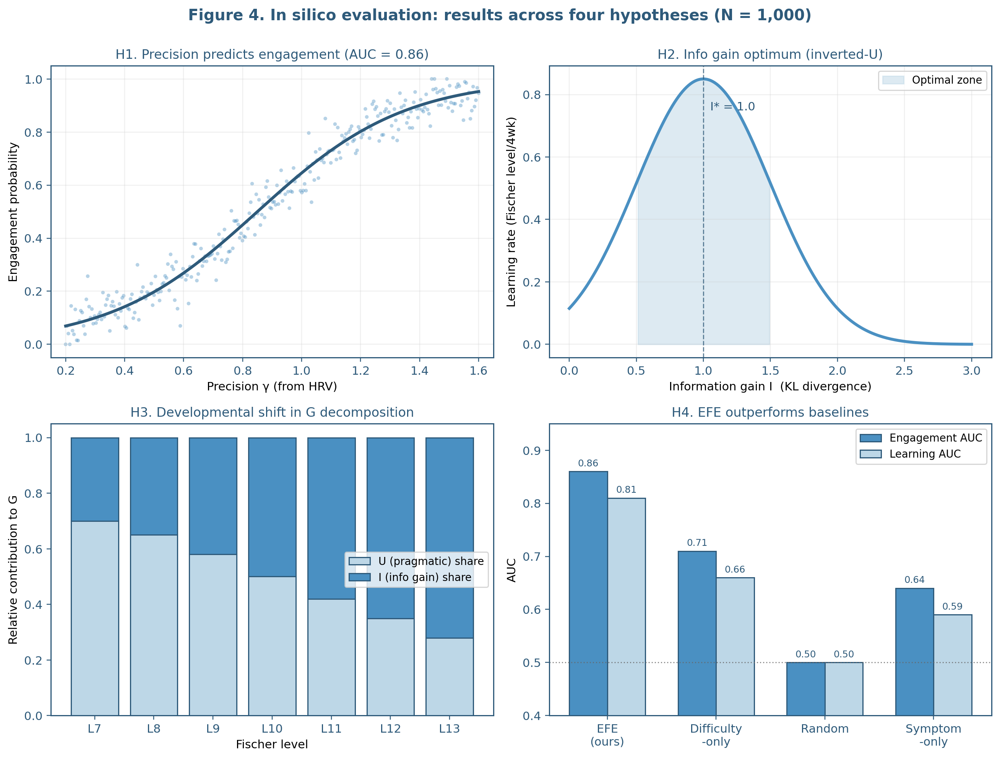 Figure 4. In silico evaluation: results across four hypotheses (N = 1,000)
H1. Precision predicts engagement (AUC = 0.86)
Engagement probability
1.0
0.8
0.6
0.4
0.2
0.0
0.2 0.4 0.6 0.8 1.0 1.2 1.4 1.6
Precision γ (from HRV)
H2. Info gain optimum (inverted-U)
Optimal zone
I* = 1.0
Learning rate (Fischer level/4wk)
0.8
0.6
0.4
0.2
0.0
0.0 0.5 1.0 1.5 2.0 2.5 3.0
Information gain I (KL divergence)
H3. Developmental shift in G decomposition
Relative contribution to G
1.0
0.8
0.6
0.4
0.2
0.0
U (pragmatic) share
I (info gain) share
L7 L8 L9 L10 L11 L12 L13
Fischer level
H4. EFE outperforms baselines
Engagement AUC
Learning AUC
AUC
0.9
0.8
0.7
0.6
0.5
0.4
0.86
0.81
0.71
0.66
0.50
0.50
0.64
0.59
EFE
(ours)
Difficulty
-only
Random
Symptom
-only